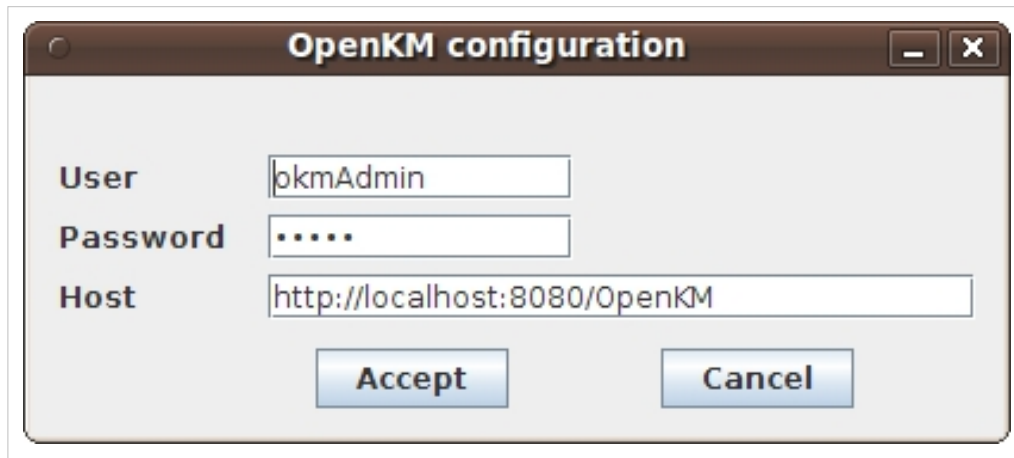 OpenKM configuration
User okmAdmin
Password •••••
Host http://localhost:8080/OpenKM
Accept Cancel